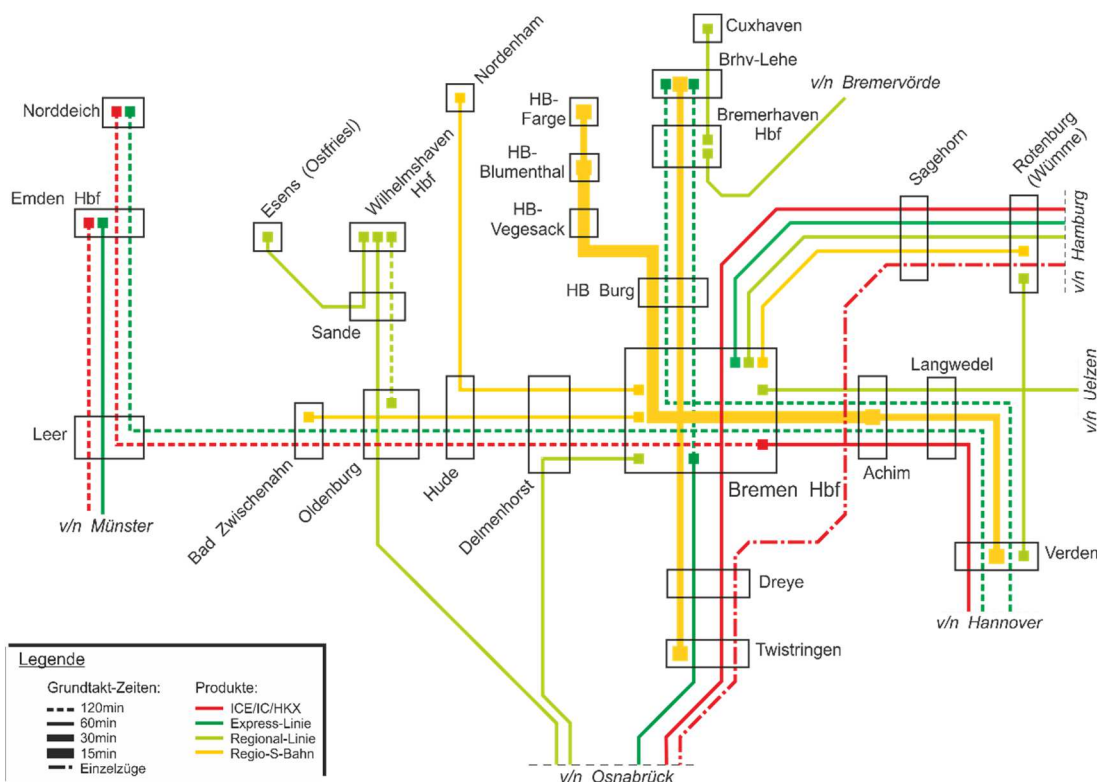 Cuxhaven
Brhv-Lehe
Nordenham
v/n Bremervörde
HB-
Farge
Norddeich
Bremerhaven
Hbf
Esens (Ostfriesl)
Wilhelmshaven
Hbf
HB-
Blumenthal
Sagehorn
Rotenburg
(Wümme)
Emden Hbf
HB-
Vegesack
v/n Hamburg
HB Burg
Sande
Langwedel
v/n Uelzen
Leer
Bad Zwischenahn
Oldenburg
Hude
Delmenhorst
Bremen Hbf
Achim
v/n Münster
Verden
Dreye
v/n Hannover
Twistringen
v/n Osnabrück
Legende
Grundtakt-Zeiten:
120min
60min
30min
15min
Einzelzüge
Produkte:
ICE/IC/HKX
Express-Linie
Regional-Linie
Regio-S-Bahn